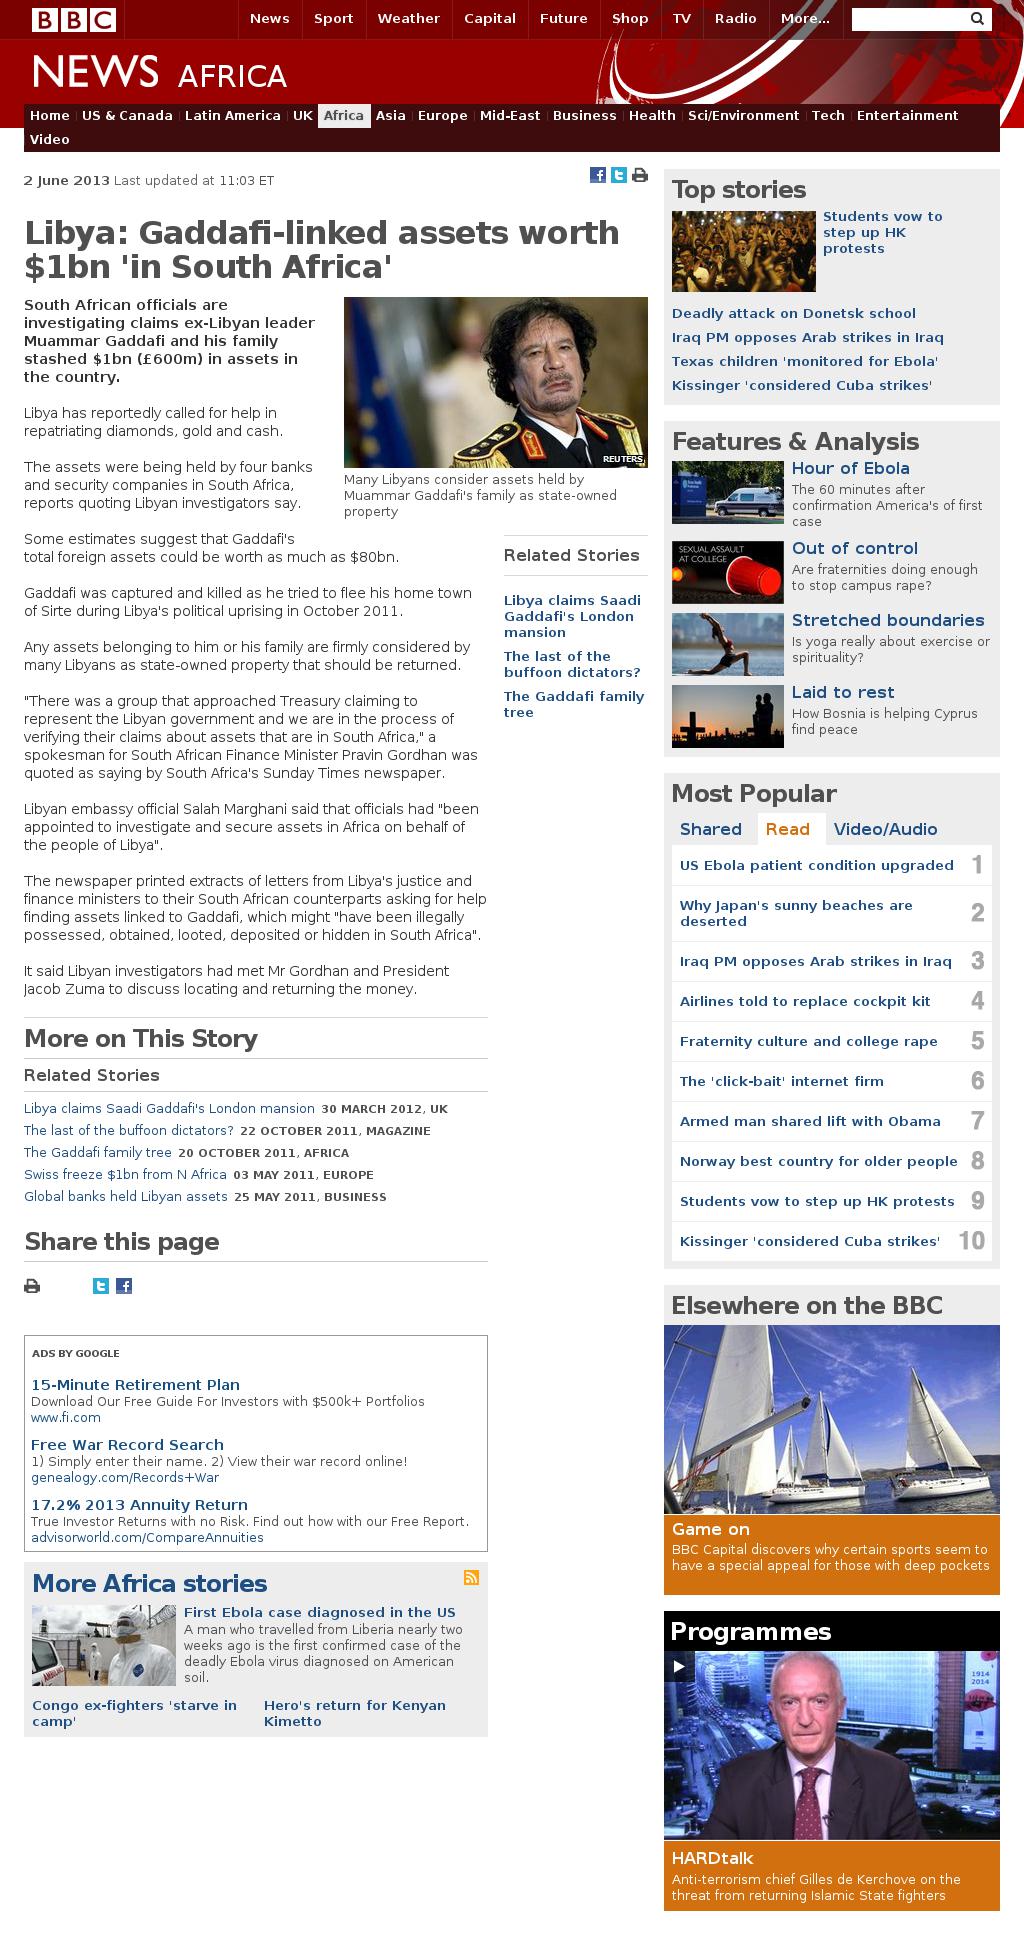 BBC
News
Sport
Weather
Capital
Future
Shop
TV
Radio
More...
NEWS AFRICA
Home
US & Canada
Latin America
UK
Africa
Asia
Europe
Mid-East
Business
Health
Sci/Environment
Tech
Entertainment
Video
2 June 2013 Last updated at 11:03 ET
Libya: Gaddafi-linked assets worth
$1bn 'in South Africa'
South African officials are
investigating claims ex-Libyan leader
Muammar Gaddafi and his family
stashed $1bn (£600m) in assets in
the country.
REUTERS
Many Libyans consider assets held by
Muammar Gaddafi's family as state-owned
property
Libya has reportedly called for help in
repatriating diamonds, gold and cash.
The assets were being held by four banks
and security companies in South Africa,
reports quoting Libyan investigators say.
Some estimates suggest that Gaddafi's
total foreign assets could be worth as much as $80bn.
Gaddafi was captured and killed as he tried to flee his home town
of Sirte during Libya's political uprising in October 2011.
Any assets belonging to him or his family are firmly considered by
many Libyans as state-owned property that should be returned.
"There was a group that approached Treasury claiming to
represent the Libyan government and we are in the process of
verifying their claims about assets that are in South Africa," a
spokesman for South African Finance Minister Pravin Gordhan was
quoted as saying by South Africa's Sunday Times newspaper.
Libyan embassy official Salah Marghani said that officials had "been
appointed to investigate and secure assets in Africa on behalf of
the people of Libya".
The newspaper printed extracts of letters from Libya's justice and
finance ministers to their South African counterparts asking for help
finding assets linked to Gaddafi, which might "have been illegally
possessed, obtained, looted, deposited or hidden in South Africa".
It said Libyan investigators had met Mr Gordhan and President
Jacob Zuma to discuss locating and returning the money.
Related Stories
Libya claims Saadi
Gaddafi's London
mansion
The last of the
buffoon dictators?
The Gaddafi family
tree
More on This Story
Related Stories
Libya claims Saadi Gaddafi's London mansion 30 MARCH 2012, UK
The last of the buffoon dictators? 22 OCTOBER 2011, MAGAZINE
The Gaddafi family tree 20 OCTOBER 2011, AFRICA
Swiss freeze $1bn from N Africa 03 MAY 2011, EUROPE
Global banks held Libyan assets 25 MAY 2011, BUSINESS
Share this page
ADS BY GOOGLE
15-Minute Retirement Plan
Download Our Free Guide For Investors with $500k+ Portfolios
www.fi.com
Free War Record Search
1) Simply enter their name. 2) View their war record online!
genealogy.com/Records+War
17.2% 2013 Annuity Return
True Investor Returns with no Risk. Find out how with our Free Report.
advisorworld.com/CompareAnnuities
More Africa stories
First Ebola case diagnosed in the US
A man who travelled from Liberia nearly two
weeks ago is the first confirmed case of the
deadly Ebola virus diagnosed on American
soil.
Congo ex-fighters 'starve in
camp'
Hero's return for Kenyan
Kimetto
Top stories
Students vow to
step up HK
protests
Deadly attack on Donetsk school
Iraq PM opposes Arab strikes in Iraq
Texas children 'monitored for Ebola'
Kissinger 'considered Cuba strikes'
Features & Analysis
Hour of Ebola
The 60 minutes after
confirmation America's of first
case
SEXUAL ASSAULT
AT COLLEGE
Out of control
Are fraternities doing enough
to stop campus rape?
Stretched boundaries
Is yoga really about exercise or
spirituality?
Laid to rest
How Bosnia is helping Cyprus
find peace
Most Popular
Shared
Read
Video/Audio
US Ebola patient condition upgraded 1
Why Japan's sunny beaches are
deserted 2
Iraq PM opposes Arab strikes in Iraq 3
Airlines told to replace cockpit kit 4
Fraternity culture and college rape 5
The 'click-bait' internet firm 6
Armed man shared lift with Obama 7
Norway best country for older people 8
Students vow to step up HK protests 9
Kissinger 'considered Cuba strikes' 10
Elsewhere on the BBC
Game on
BBC Capital discovers why certain sports seem to
have a special appeal for those with deep pockets
Programmes
1914
2014
HARDtalk
Anti-terrorism chief Gilles de Kerchove on the
threat from returning Islamic State fighters